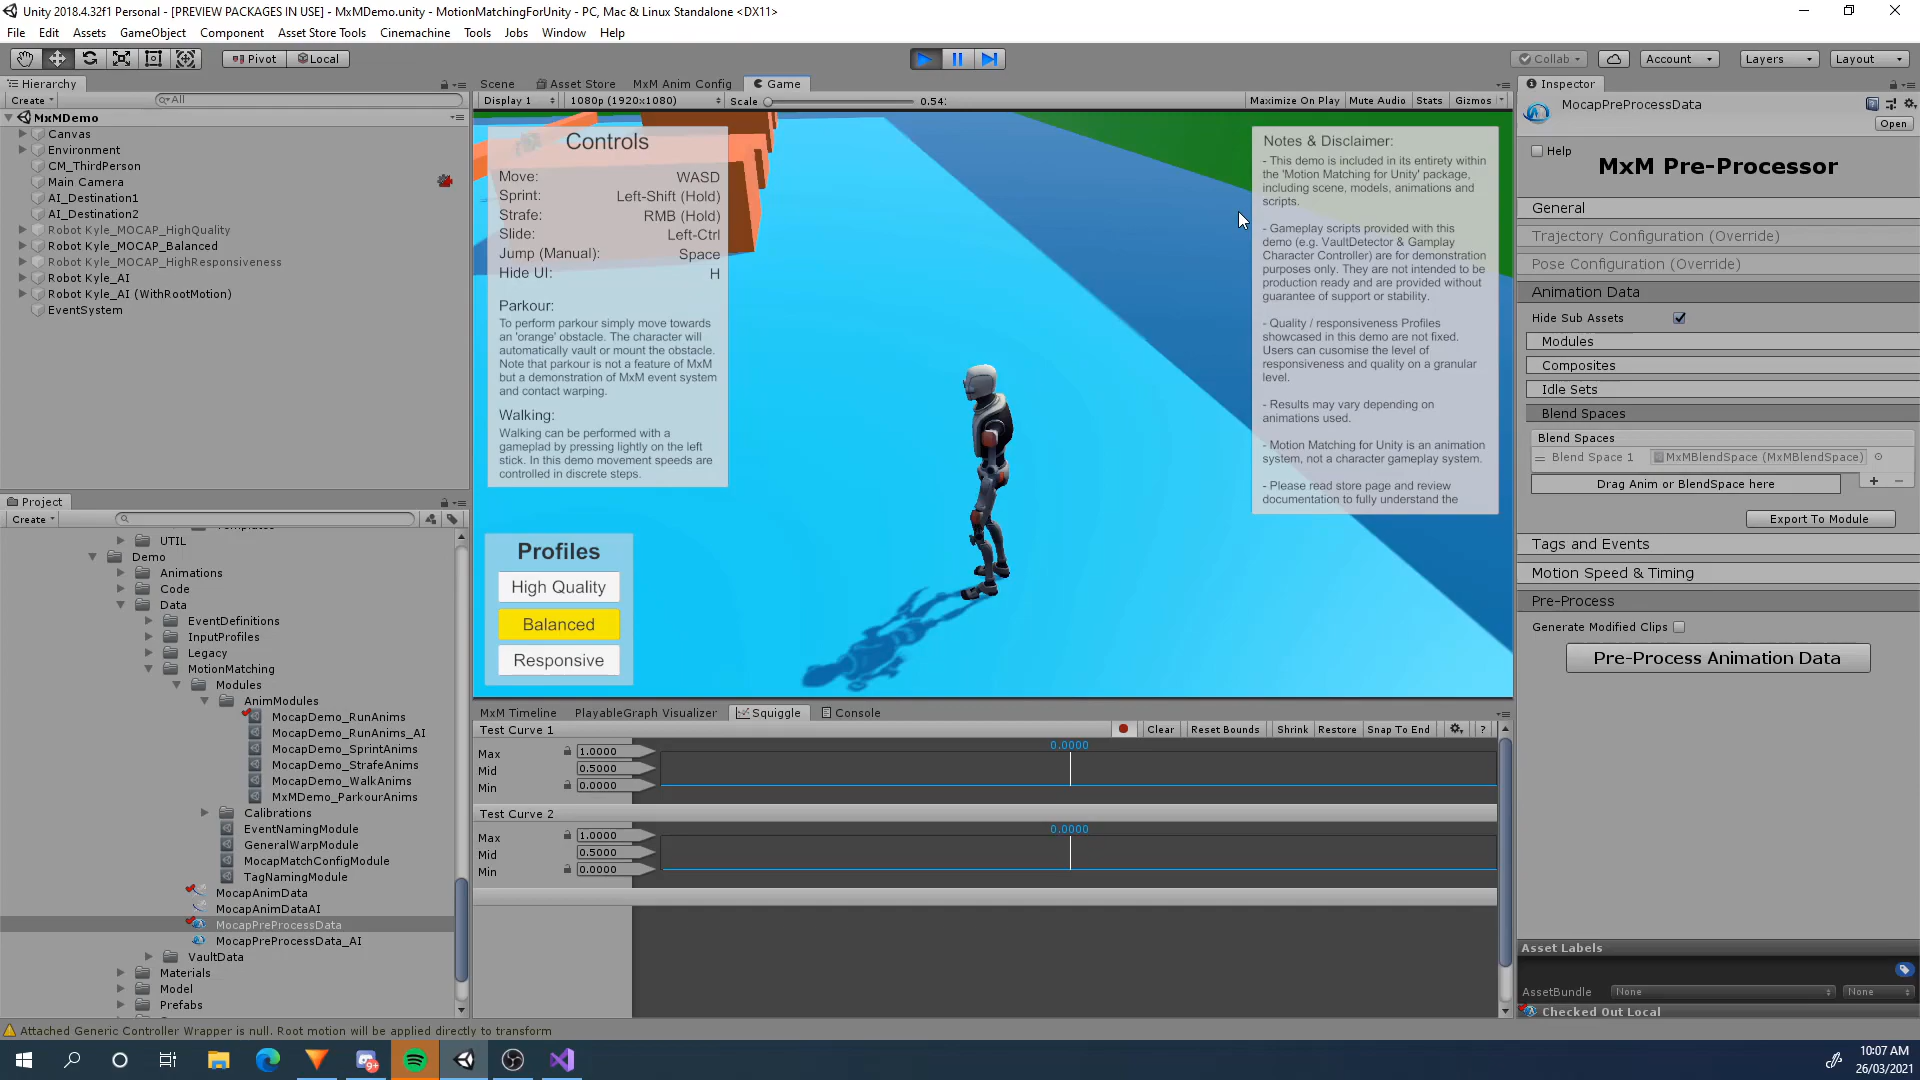 Unity 2018.4.32f1 Personal - [PREVIEW PACKAGES IN USE] - MxMDemo.unity - MotionMatchingForUnity - PC, Mac & Linux Standalone <DX11>
File Edit Assets GameObject Component Asset Store Tools Cinemachine Tools Jobs Window Help
Pivot Local Collab Account Layers Layout
Hierarchy
Create All
MxMDemo
Canvas
Environment
CM_ThirdPerson
Main Camera
AI_Destination1
AI_Destination2
Robot Kyle_MOCAP_HighQuality
Robot Kyle_MOCAP_Balanced
Robot Kyle_MOCAP_HighResponsiveness
Robot Kyle_AI
Robot Kyle_AI (WithRootMotion)
EventSystem
Project
Create
UTIL
Demo
Animations
Code
Data
EventDefinitions
InputProfiles
Legacy
MotionMatching
Modules
AnimModules
MocapDemo_RunAnims
MocapDemo_RunAnims_AI
MocapDemo_SprintAnims
MocapDemo_StrafeAnims
MocapDemo_WalkAnims
MxMDemo_ParkourAnims
Calibrations
EventNamingModule
GeneralWarpModule
MocapMatchConfigModule
TagNamingModule
MocapAnimData
MocapAnimDataAI
MocapPreProcessData
MocapPreProcessData_AI
VaultData
Materials
Model
Prefabs
Scene Asset Store MxM Anim Config Game
Display 1 1080p (1920x1080) Scale 0.54: Maximize On Play Mute Audio Stats Gizmos
Controls
Move: WASD
Sprint: Left-Shift (Hold)
Strafe: RMB (Hold)
Slide: Left-Ctrl
Jump (Manual): Space
Hide UI: H
Parkour:
To perform parkour simply move towards
an 'orange' obstacle. The character will
automatically vault or mount the obstacle.
Note that parkour is not a feature of MxM
but a demonstration of MxM event system
and contact warping.
Walking:
Walking can be performed with a
gameplad by pressing lightly on the left
stick. In this demo movement speeds are
controlled in discrete steps.
Profiles
High Quality
Balanced
Responsive
Notes & Disclaimer:
- This demo is included in its entirety within
the 'Motion Matching for Unity' package,
including scene, models, animations and
scripts.
- Gameplay scripts provided with this
demo (e.g. VaultDetector & Gamplay
Character Controller) are for demonstration
purposes only. They are not intended to be
production ready and are provided without
guarantee of support or stability.
- Quality / responsiveness Profiles
showcased in this demo are not fixed.
Users can cusomise the level of
responsiveness and quality on a granular
level.
- Results may vary depending on
animations used.
- Motion Matching for Unity is an animation
system, not a character gameplay system.
- Please read store page and review
documentation to fully understand the
MxM Timeline PlayableGraph Visualizer Squiggle Console
Test Curve 1 Clear Reset Bounds Shrink Restore Snap To End ?
0.0000
Max 1.0000
Mid 0.5000
Min 0.0000
Test Curve 2
0.0000
Max 1.0000
Mid 0.5000
Min 0.0000
Inspector
MocapPreProcessData
Open
Help
MxM Pre-Processor
General
Trajectory Configuration (Override)
Pose Configuration (Override)
Animation Data
Hide Sub Assets
Modules
Composites
Idle Sets
Blend Spaces
Blend Spaces
Blend Space 1 MxMBlendSpace (MxMBlendSpace)
Drag Anim or BlendSpace here
Export To Module
Tags and Events
Motion Speed & Timing
Pre-Process
Generate Modified Clips
Pre-Process Animation Data
Asset Labels
AssetBundle None None
Checked Out Local
Attached Generic Controller Wrapper is null. Root motion will be applied directly to transform
9+
10:07 AM
26/03/2021